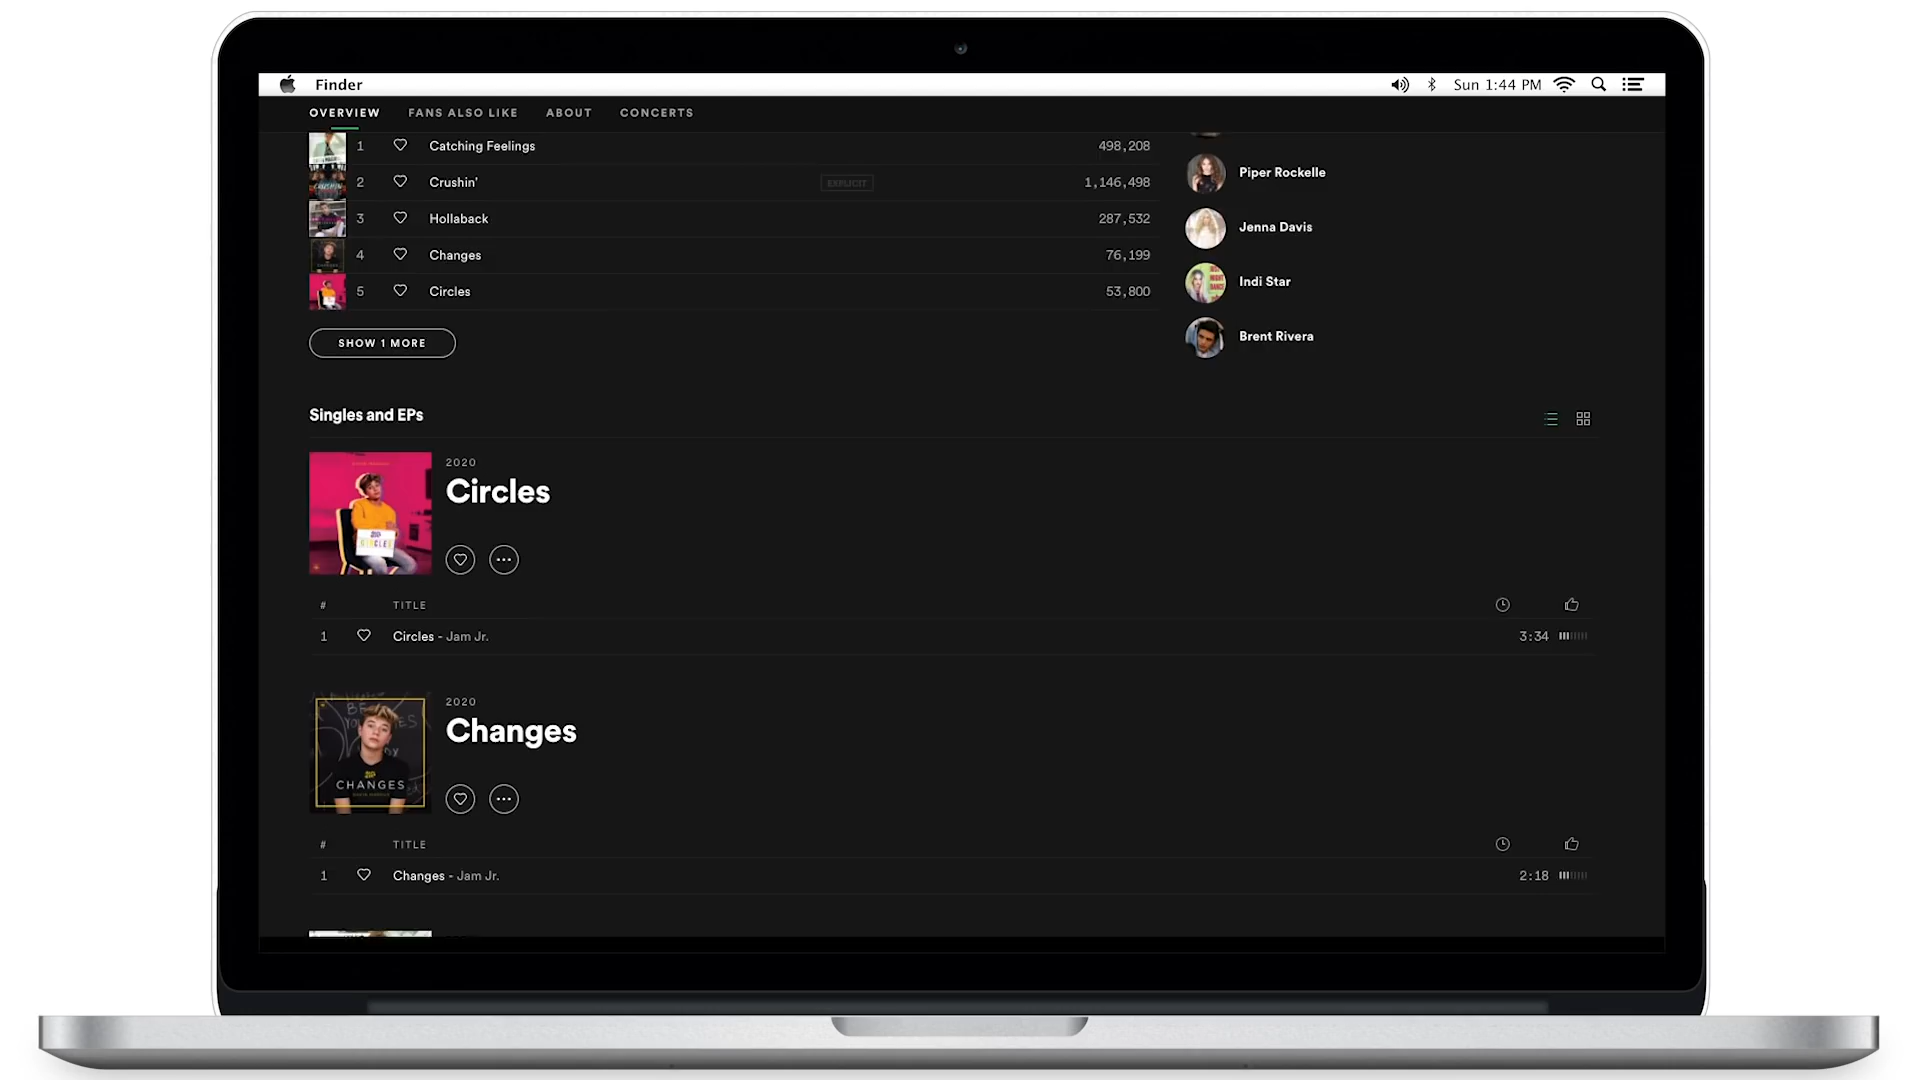 Finder
Sun 1:44 PM
OVERVIEW FANS ALSO LIKE ABOUT CONCERTS
1 Catching Feelings 498,208
2 Crushin' EXPLICIT 1,146,498
3 Hollaback 287,532
4 Changes 76,199
5 Circles 53,800
SHOW 1 MORE
Piper Rockelle
Jenna Davis
Indi Star
Brent Rivera
Singles and EPs
2020
Circles
CIRCLES
# TITLE
1 Circles - Jam Jr. 3:34
2020
Changes
CHANGES
# TITLE
1 Changes - Jam Jr. 2:18